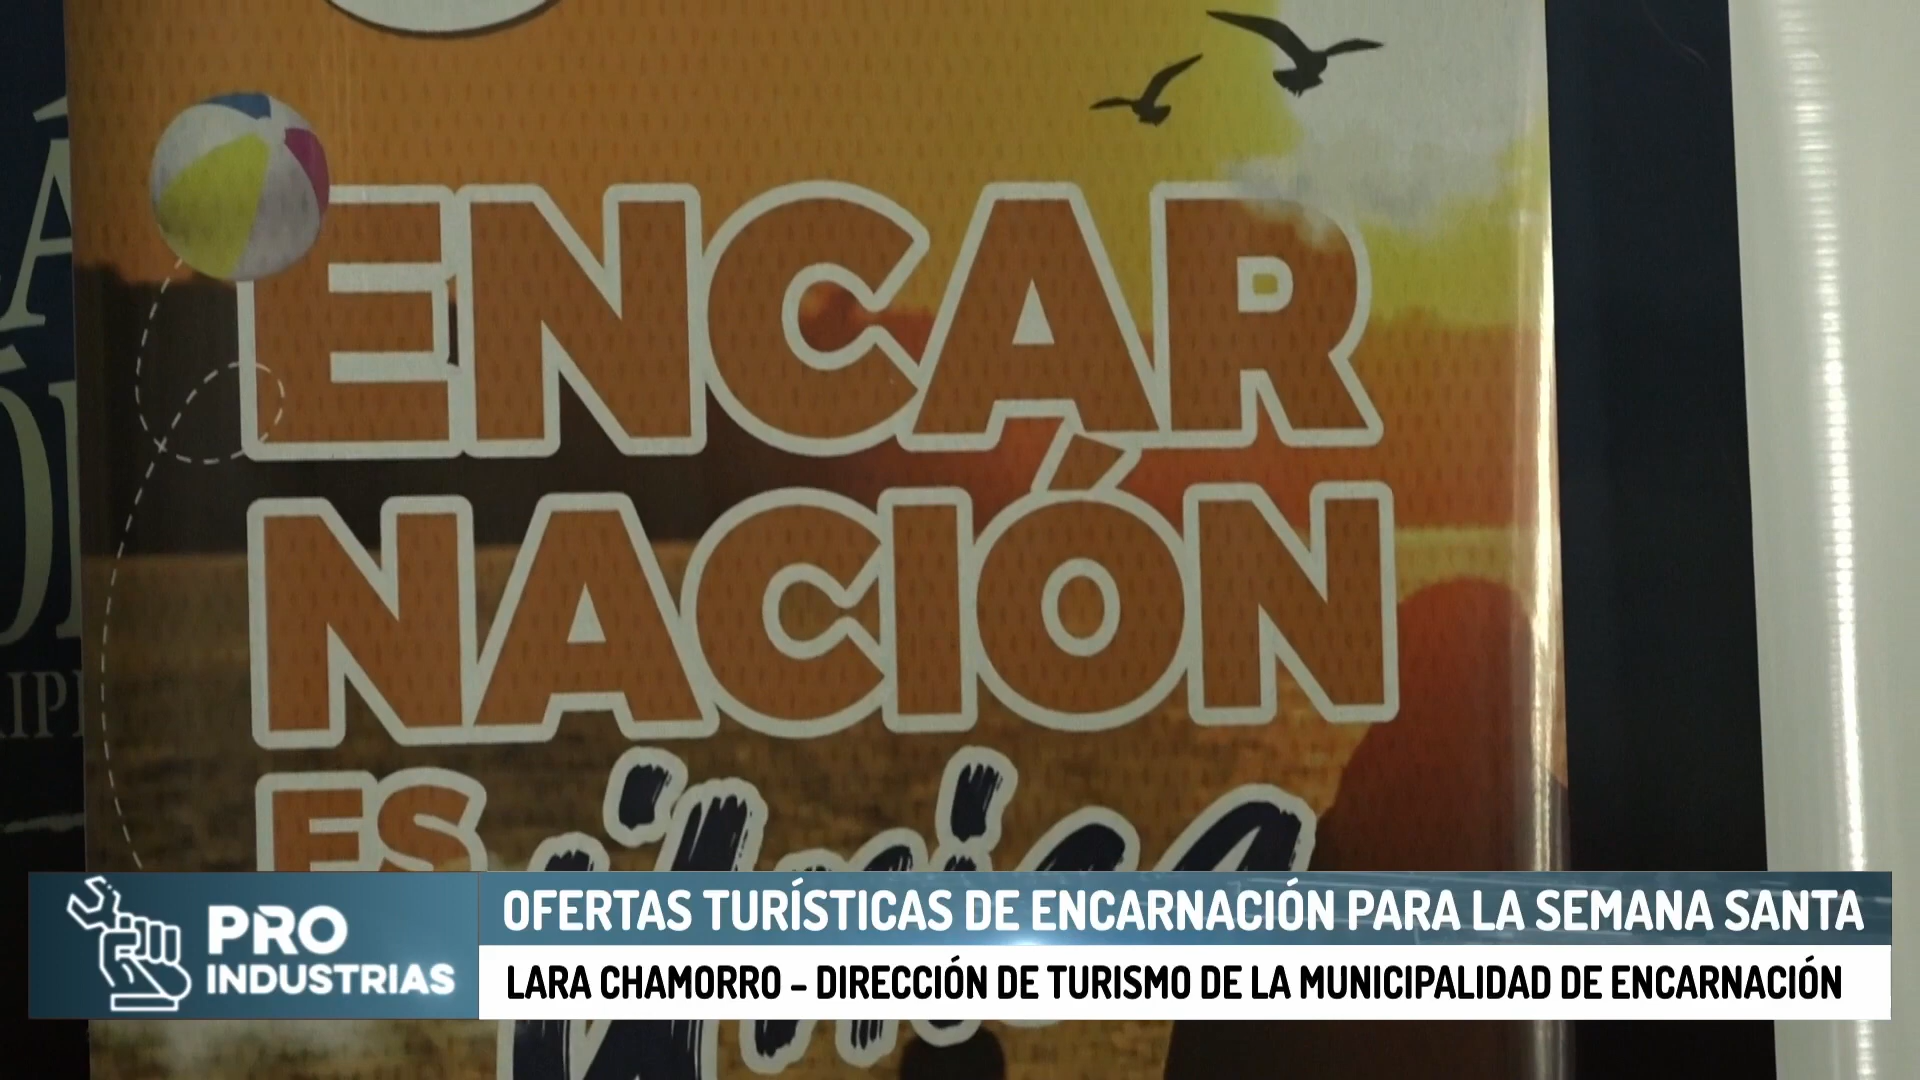 ENCAR
NACIÓN
ES única
PRO
INDUSTRIAS
OFERTAS TURÍSTICAS DE ENCARNACIÓN PARA LA SEMANA SANTA
LARA CHAMORRO – DIRECCIÓN DE TURISMO DE LA MUNICIPALIDAD DE ENCARNACIÓN